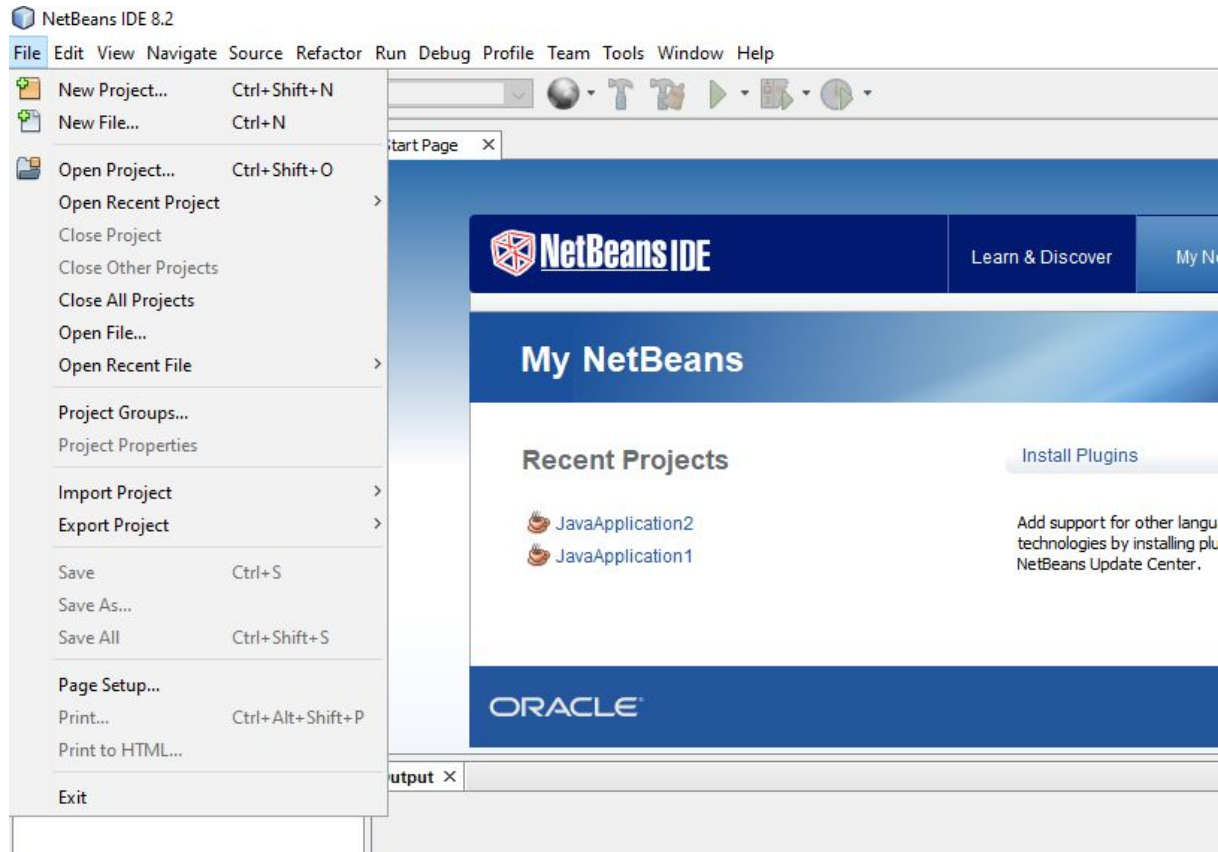 NetBeans IDE 8.2
File Edit View Navigate Source Refactor Run Debug Profile Team Tools Window Help
New Project... Ctrl+Shift+N
New File... Ctrl+N
Open Project... Ctrl+Shift+O
Open Recent Project
Close Project
Close Other Projects
Close All Projects
Open File...
Open Recent File
Project Groups...
Project Properties
Import Project
Export Project
Save Ctrl+S
Save As...
Save All Ctrl+Shift+S
Page Setup...
Print... Ctrl+Alt+Shift+P
Print to HTML...
Exit
tart Page
NetBeans IDE
Learn & Discover
My Ne
My NetBeans
Recent Projects
JavaApplication2
JavaApplication1
Install Plugins
Add support for other langu
technologies by installing plu
NetBeans Update Center.
ORACLE
utput